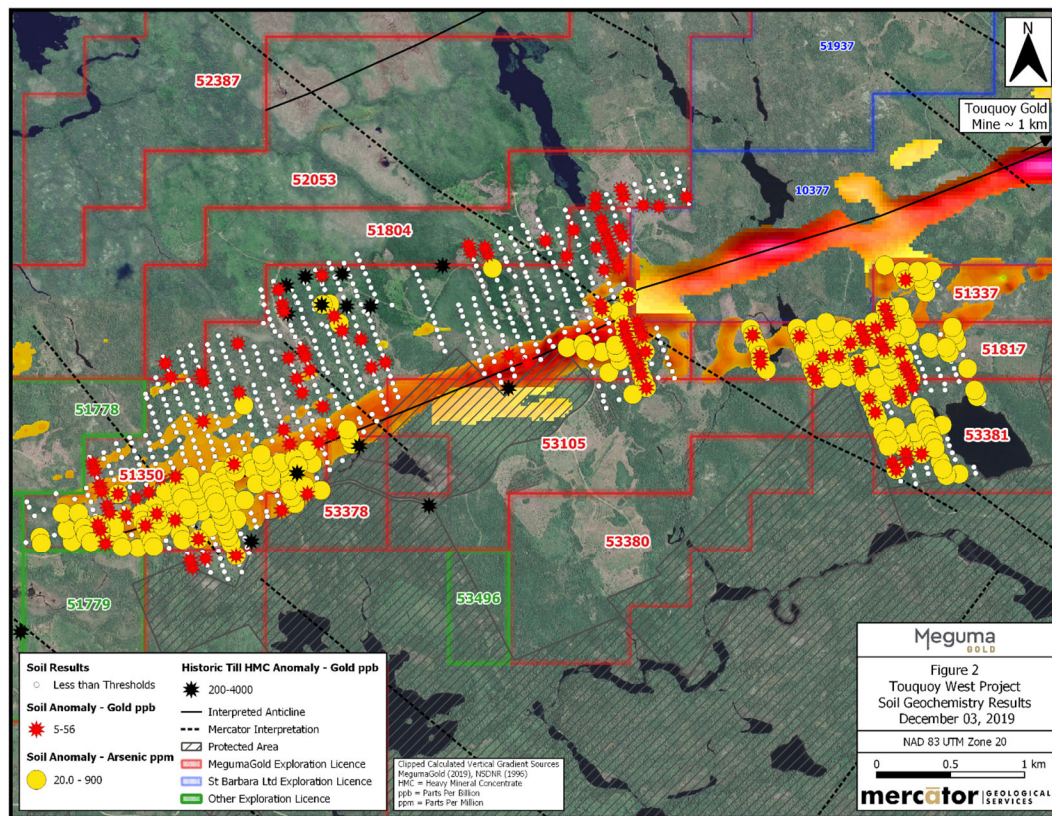 52387
51937
N
Touquoy Gold
Mine ~ 1 km
52053
10377
51804
51337
51817
51778
53105
53381
51350
53378
53380
51779
53496
Soil Results
Less than Thresholds
Soil Anomaly - Gold ppb
5-56
Soil Anomaly - Arsenic ppm
20.0 - 900
Historic Till HMC Anomaly - Gold ppb
200-4000
Interpreted Anticline
Mercator Interpretation
Protected Area
MegumaGold Exploration Licence
St Barbara Ltd Exploration Licence
Other Exploration Licence
Clipped Calculated Vertical Gradient Sources
MegumaGold (2019), NSDNR (1996)
HMC = Heavy Mineral Concentrate
ppb = Parts Per Billion
ppm = Parts Per Million
Meguma
GOLD
Figure 2
Touquoy West Project
Soil Geochemistry Results
December 03, 2019
NAD 83 UTM Zone 20
0 0.5 1 km
mercātor GEOLOGICAL
SERVICES